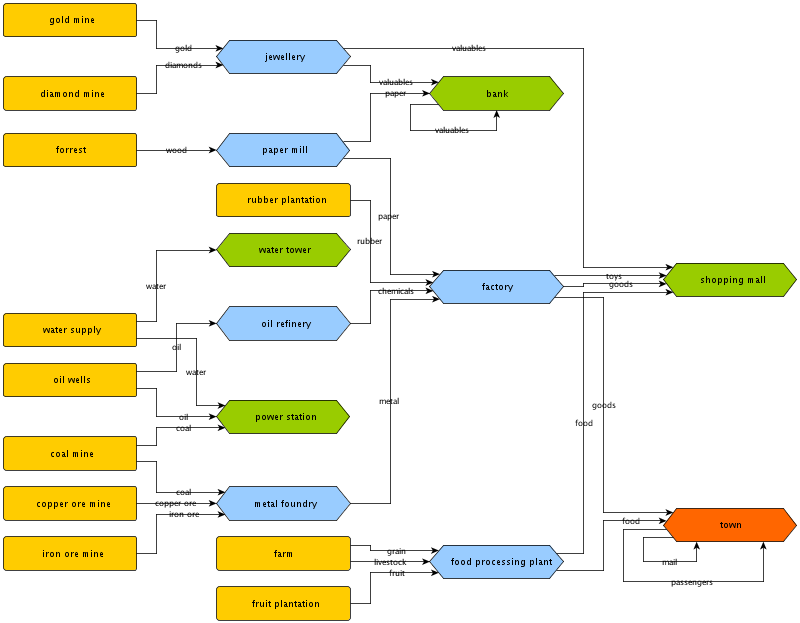 gold mine
valuables
gold
jewellery
diamonds
valuables
diamond mine
paper
bank
valuables
forrest
wood
paper mill
rubber plantation
paper
rubber
water tower
toys
shopping mall
water
chemicals
factory
goods
water supply
oil refinery
oil
oil wells
water
metal
goods
oil
power station
food
coal
coal mine
coal
copper ore mine
copper ore
metal foundry
iron ore
food
town
iron ore mine
farm
grain
livestock
food processing plant
mail
fruit
passengers
fruit plantation